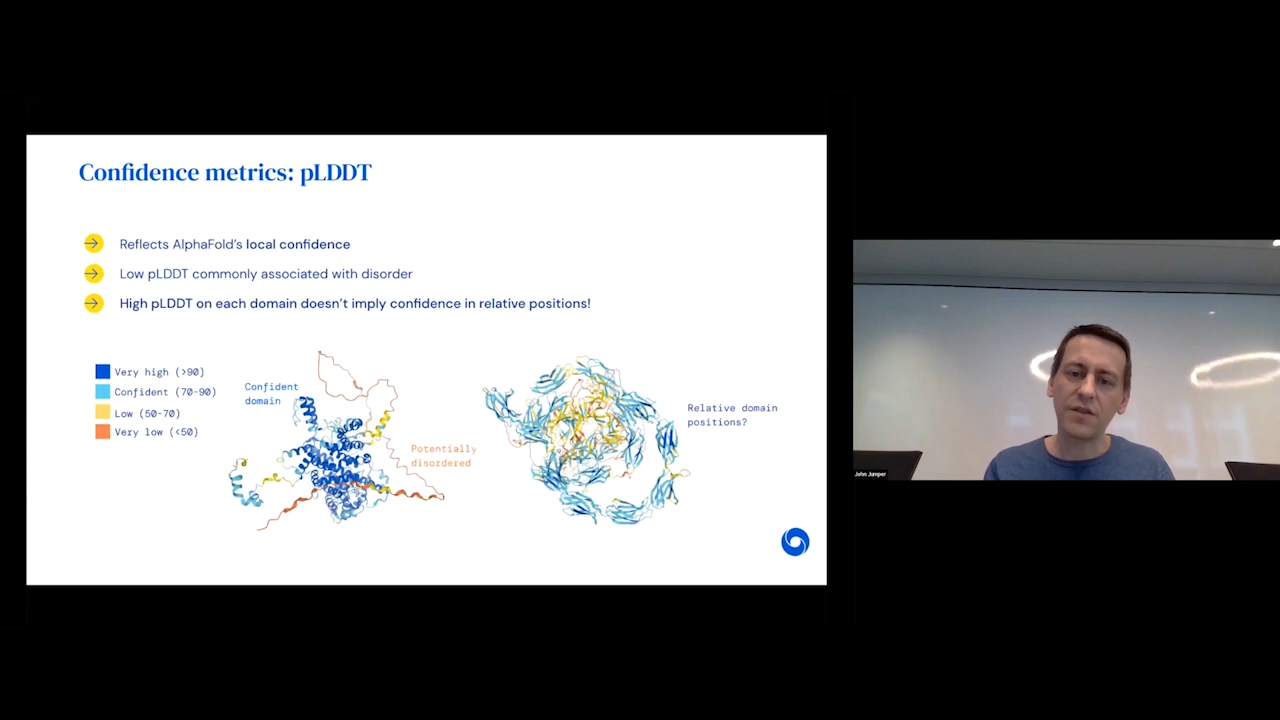 Confidence metrics: pLDDT
Reflects AlphaFold's local confidence
Low pLDDT commonly associated with disorder
High pLDDT on each domain doesn't imply confidence in relative positions!
Very high (>90)
Confident (70-90)
Low (50-70)
Very low (<50)
Confident
domain
Potentially
disordered
Relative domain
positions?
John Jumper